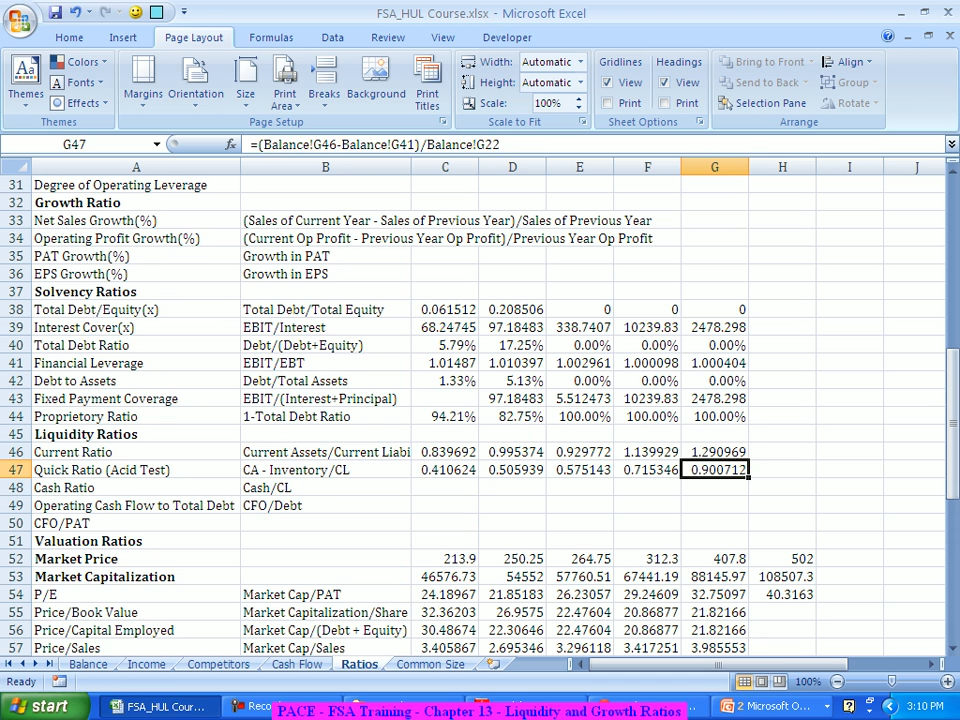 FSA_HUL Course.xlsx - Microsoft Excel
Home Insert Page Layout Formulas Data Review View Developer
Themes
Colors
Fonts
Effects
Themes
Margins Orientation Size Print Area Breaks Background Print Titles
Page Setup
Width: Automatic
Height: Automatic
Scale: 100%
Scale to Fit
Gridlines Headings
View View
Print Print
Sheet Options
Bring to Front Align
Send to Back Group
Selection Pane Rotate
Arrange
G47 fx =(Balance!G46-Balance!G41)/Balance!G22
A B C D E F G H I J
31 Degree of Operating Leverage
32 Growth Ratio
33 Net Sales Growth(%) (Sales of Current Year - Sales of Previous Year)/Sales of Previous Year
34 Operating Profit Growth(%) (Current Op Profit - Previous Year Op Profit)/Previous Year Op Profit
35 PAT Growth(%) Growth in PAT
36 EPS Growth(%) Growth in EPS
37 Solvency Ratios
38 Total Debt/Equity(x) Total Debt/Total Equity 0.061512 0.208506 0 0 0
39 Interest Cover(x) EBIT/Interest 68.24745 97.18483 338.7407 10239.83 2478.298
40 Total Debt Ratio Debt/(Debt+Equity) 5.79% 17.25% 0.00% 0.00% 0.00%
41 Financial Leverage EBIT/EBT 1.01487 1.010397 1.002961 1.000098 1.000404
42 Debt to Assets Debt/Total Assets 1.33% 5.13% 0.00% 0.00% 0.00%
43 Fixed Payment Coverage EBIT/(Interest+Principal) 97.18483 5.512473 10239.83 2478.298
44 Proprietory Ratio 1-Total Debt Ratio 94.21% 82.75% 100.00% 100.00% 100.00%
45 Liquidity Ratios
46 Current Ratio Current Assets/Current Liabi 0.839692 0.995374 0.929772 1.139929 1.290969
47 Quick Ratio (Acid Test) CA - Inventory/CL 0.410624 0.505939 0.575143 0.715346 0.900712
48 Cash Ratio Cash/CL
49 Operating Cash Flow to Total Debt CFO/Debt
50 CFO/PAT
51 Valuation Ratios
52 Market Price 213.9 250.25 264.75 312.3 407.8 502
53 Market Capitalization 46576.73 54552 57760.51 67441.19 88145.97 108507.3
54 P/E Market Cap/PAT 24.18967 21.85183 26.23057 29.24609 32.75097 40.3163
55 Price/Book Value Market Capitalization/Share 32.36203 26.9575 22.47604 20.86877 21.82166
56 Price/Capital Employed Market Cap/(Debt + Equity) 30.48674 22.30646 22.47604 20.86877 21.82166
57 Price/Sales Market Cap/Sales 3.405867 2.695346 3.296118 3.417251 3.985553
Balance Income Competitors Cash Flow Ratios Common Size
Ready 100%
start FSA_HUL Cour... Reco 2 Microsoft O... 3:10 PM
PACE - FSA Training - Chapter 13 - Liquidity and Growth Ratios